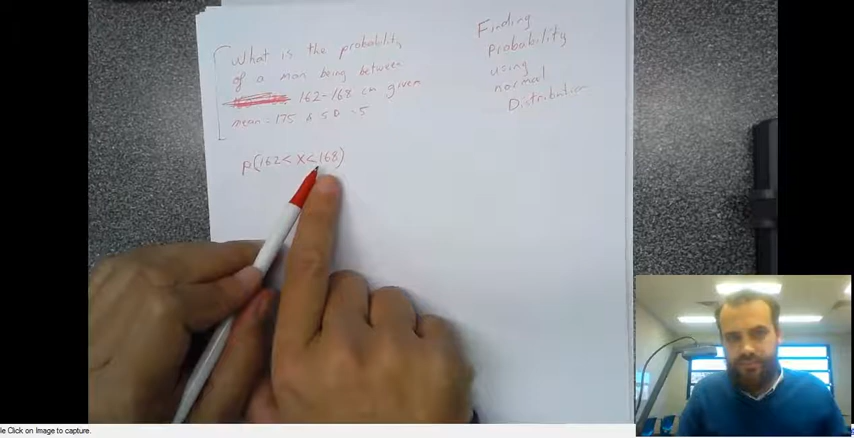 What is the probability
of a man being between
162-168 cm given
mean = 175 & SD = 5
P(162 < X < 168)
Finding
Probability
using
normal
Distribution
le Click on Image to capture.